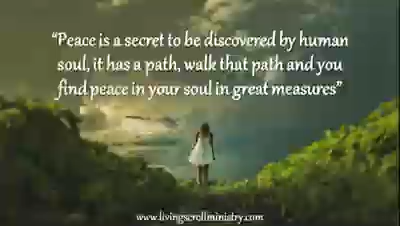 “Peace is a secret to be discovered by human
soul, it has a path, walk that path and you
find peace in your soul in great measures”
www.livingscrollministry.com